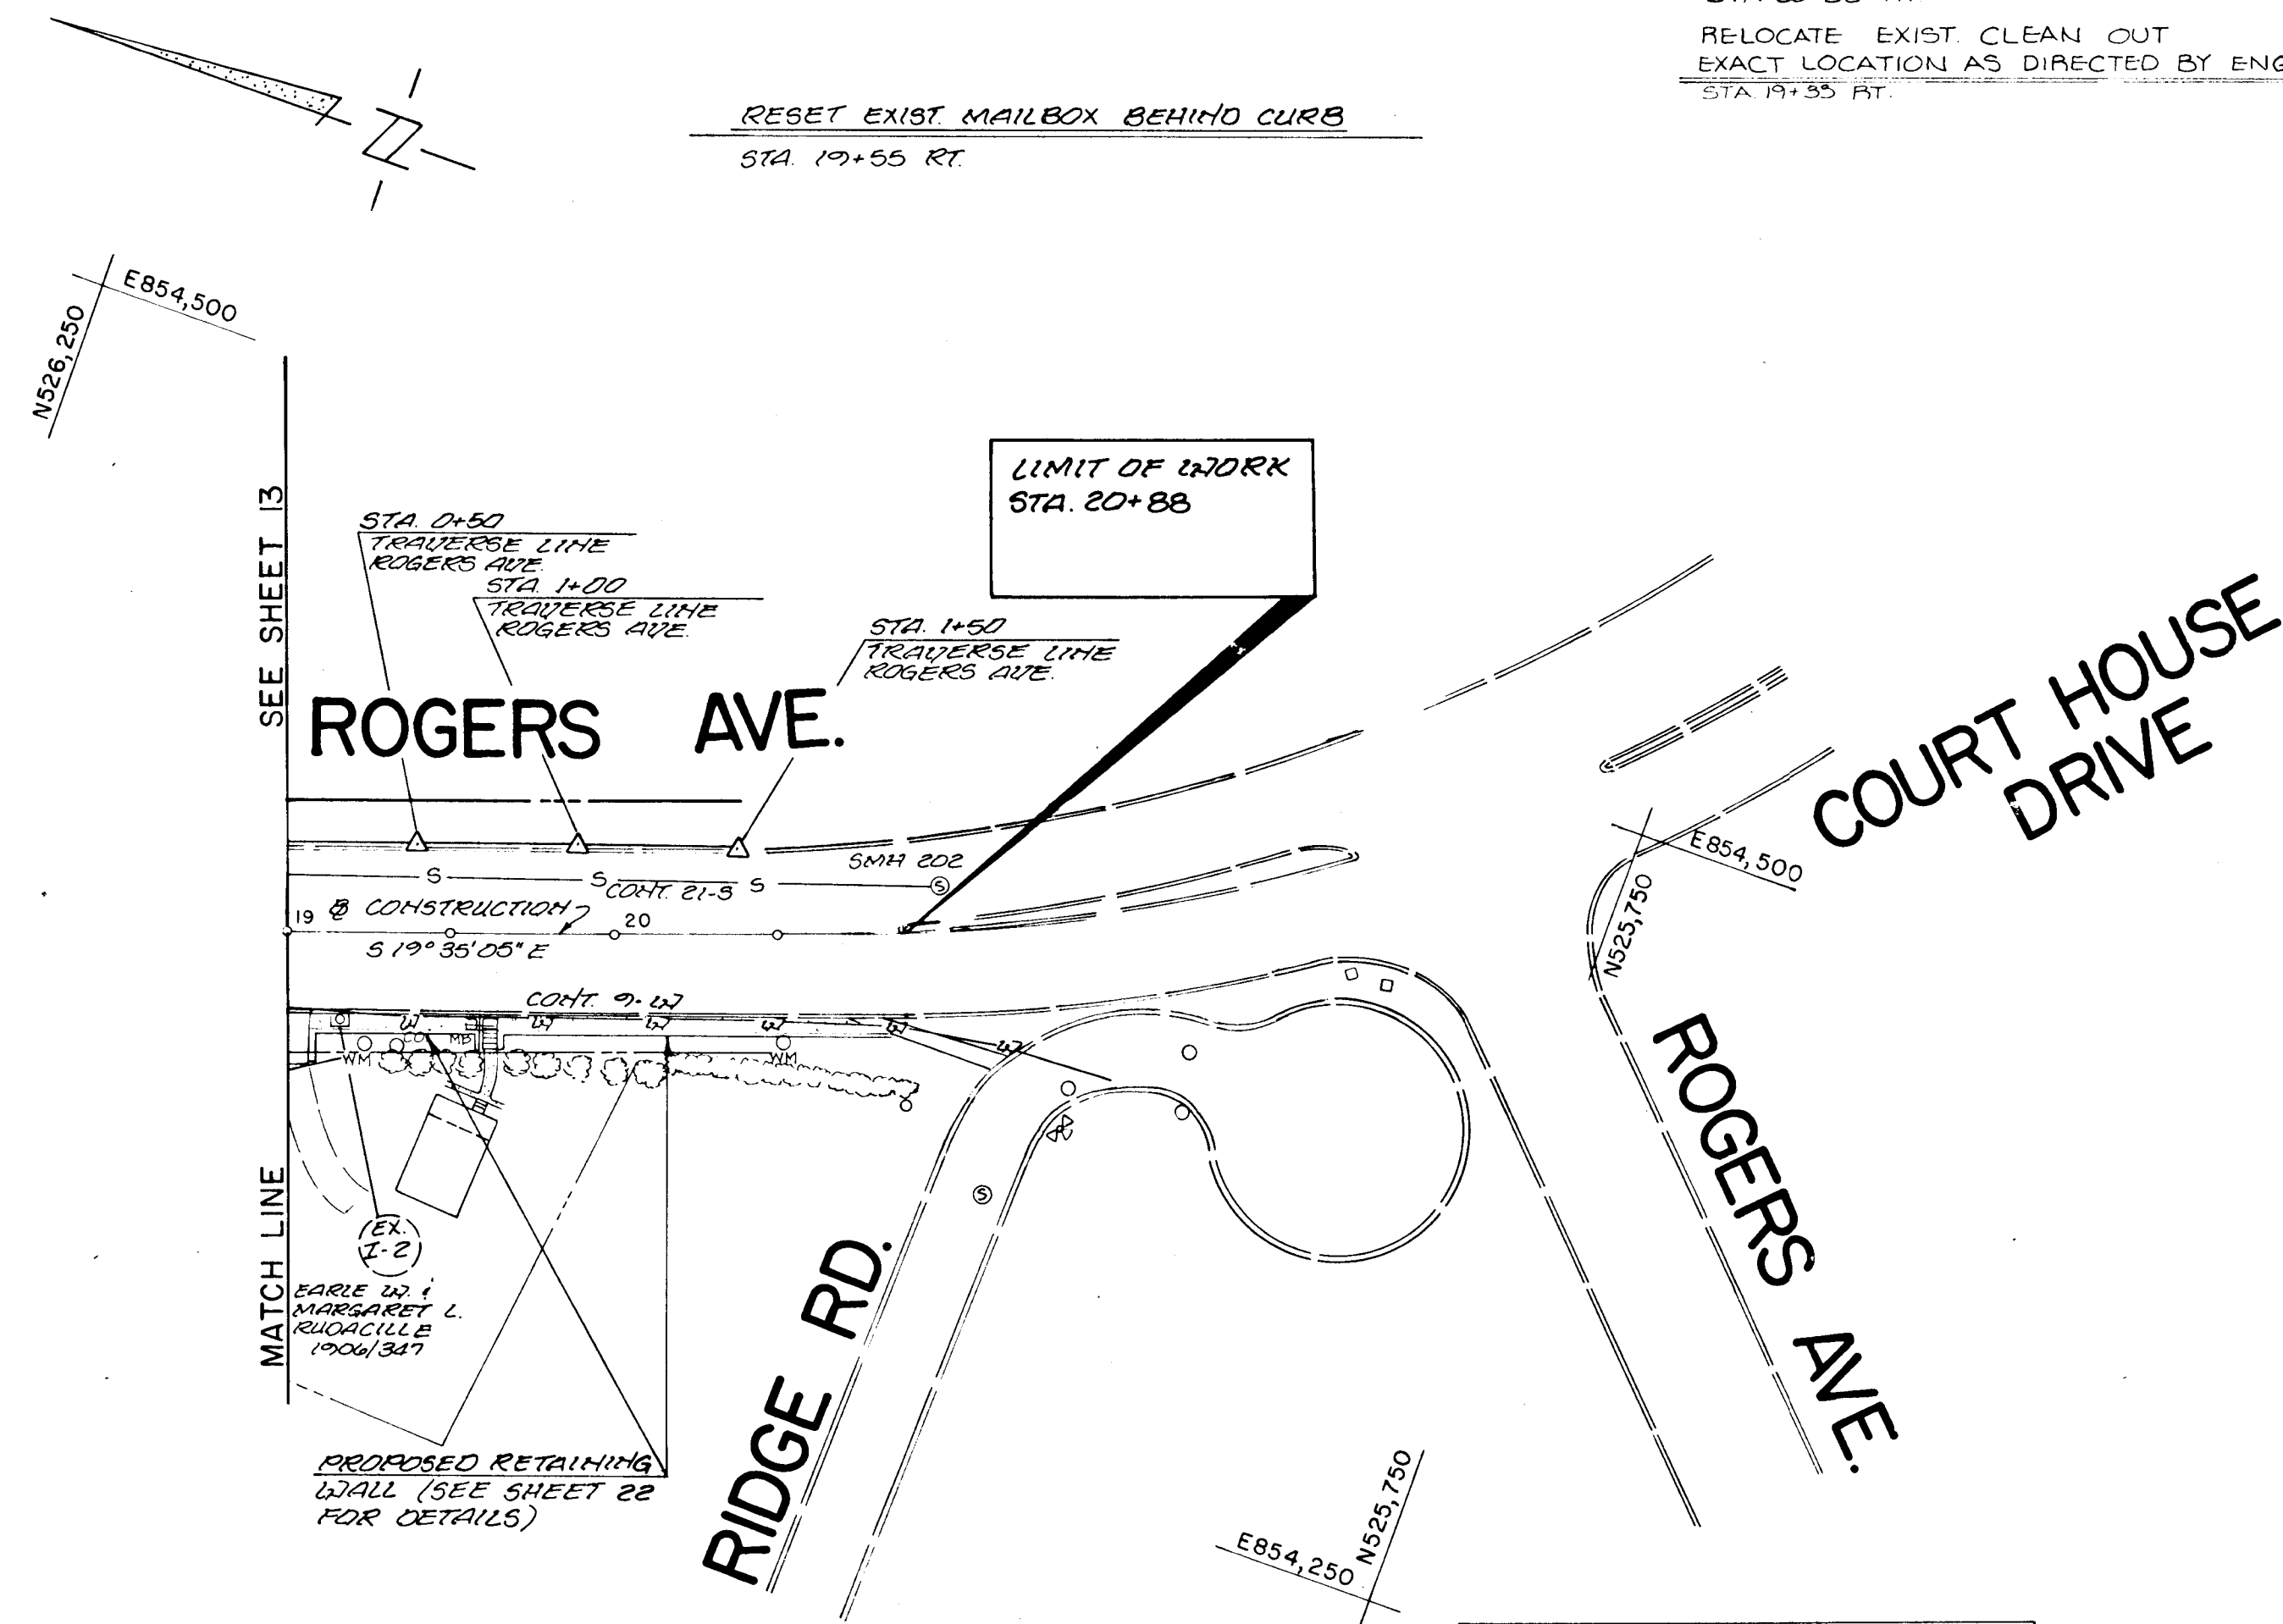 RELOCATE EXIST. CLEAN OUT
EXACT LOCATION AS DIRECTED BY ENG
STA. 19+33 RT.
RESET EXIST. MAILBOX BEHIND CURB
STA. 19+55 RT.
N
E854,500
N526,250
SEE SHEET 13
LIMIT OF WORK
STA. 20+88
STA. 0+50
TRAVERSE LINE
ROGERS AVE.
STA. 1+00
TRAVERSE LINE
ROGERS AVE.
STA. 1+50
TRAVERSE LINE
ROGERS AVE.
ROGERS AVE.
COURT HOUSE
DRIVE
E854,500
N525,750
SMH 202
S
S S S
CONT. 21-S
19 ℄ CONSTRUCTION
20
S 19° 35' 05" E
CONT. 9-W
W W W W W W
CO MB
WM WM
S
MATCH LINE
EX.
I-2
EARLE W. &
MARGARET L.
RUDACILLE
1906/347
PROPOSED RETAINING
WALL (SEE SHEET 22
FOR DETAILS)
RIDGE RD.
ROGERS AVE.
E854,250
N525,750